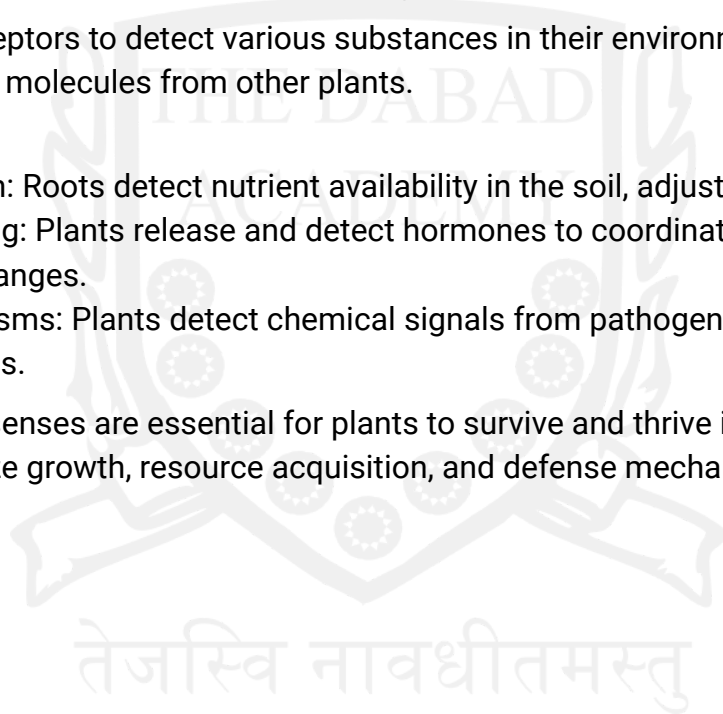 eptors to detect various substances in their environm
molecules from other plants.
THE DABAD
ACADEMY
n: Roots detect nutrient availability in the soil, adjust
g: Plants release and detect hormones to coordinat
anges.
sms: Plants detect chemical signals from pathogen
s.
enses are essential for plants to survive and thrive i
e growth, resource acquisition, and defense mecha
तेजस्वि नावधीतमस्तु